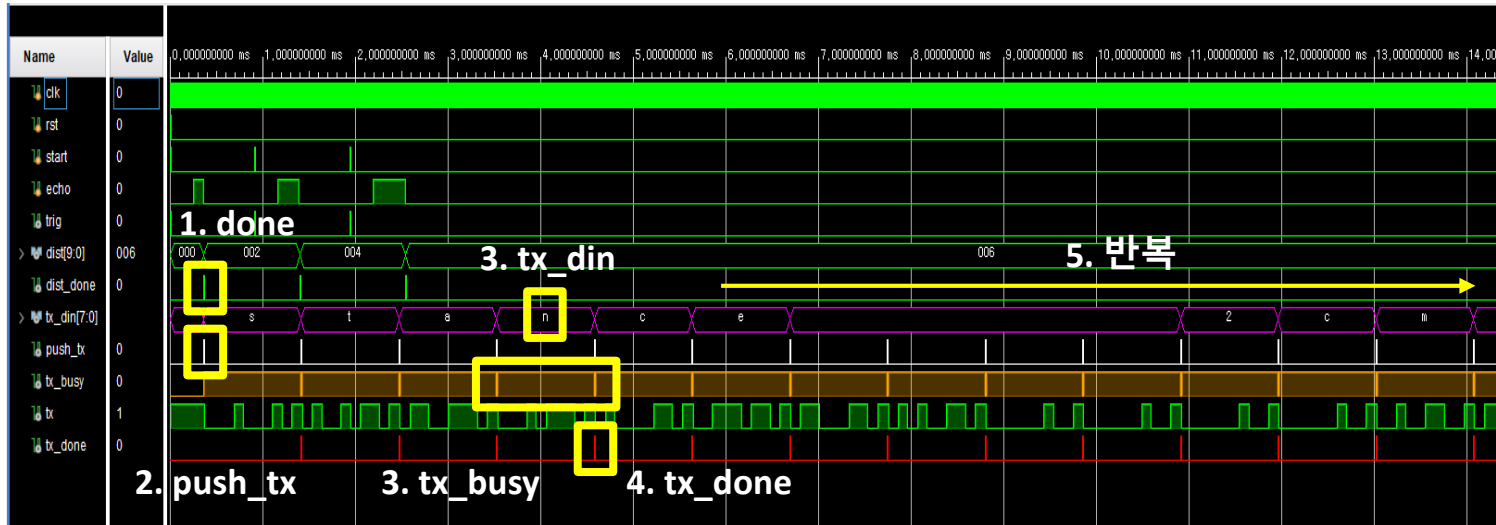 Name Value 0,000000000 ms 1,000000000 ms 2,000000000 ms 3,000000000 ms 4,000000000 ms 5,000000000 ms 6,000000000 ms 7,000000000 ms 8,000000000 ms 9,000000000 ms 10,000000000 ms 11,000000000 ms 12,000000000 ms 13,000000000 ms 14,00
clk 0
rst 0
start 0
echo 0
trig 0
1. done
dist[9:0] 006 000 002 004 006
3. tx_din
5. 반복
dist_done 0
tx_din[7:0] s t a n c e 2 c m
push_tx 0
tx_busy 0
tx 1
tx_done 0
2. push_tx 3. tx_busy 4. tx_done